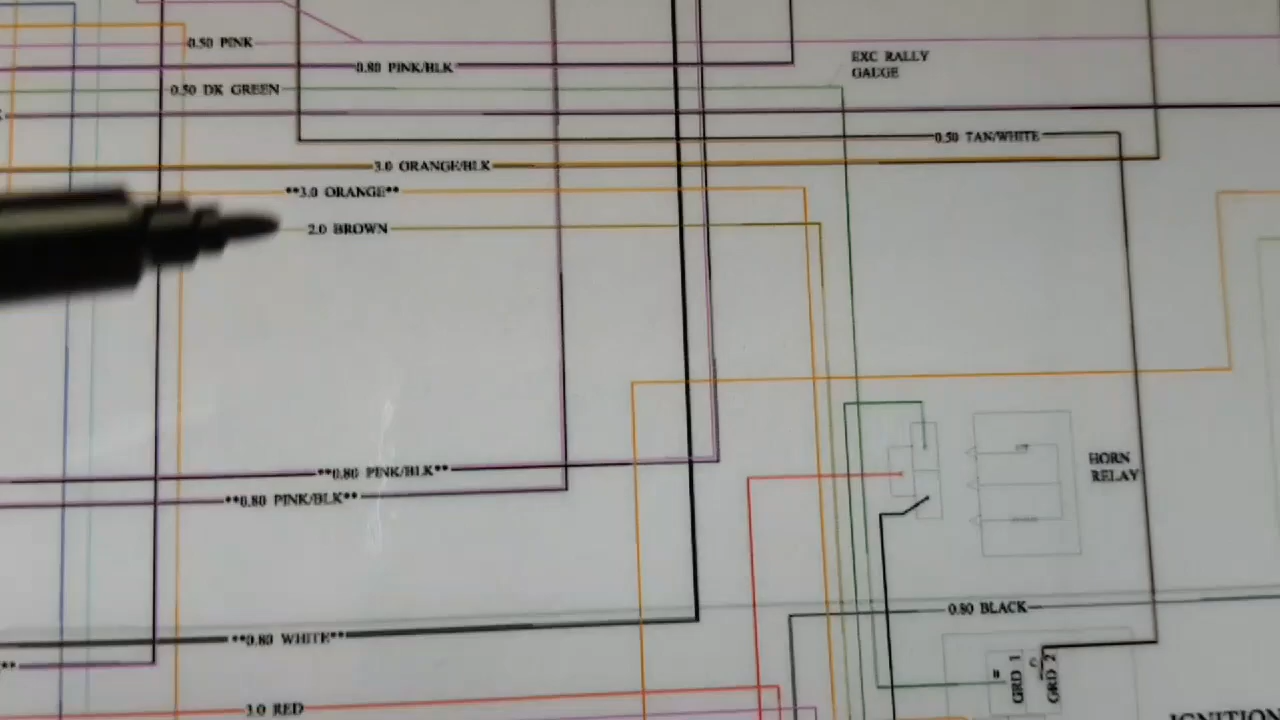 0.50 PINK
EXC RALLY
GAUGE
0.80 PINK/BLK
0.50 DK GREEN
0.50 TAN/WHITE
3.0 ORANGE/BLK
**3.0 ORANGE**
2.0 BROWN
HORN
RELAY
**0.80 PINK/BLK**
**0.80 PINK/BLK**
0.80 BLACK
**0.80 WHITE**
**
B
GRD 1
C
GRD 2
3.0 RED
IGNITION